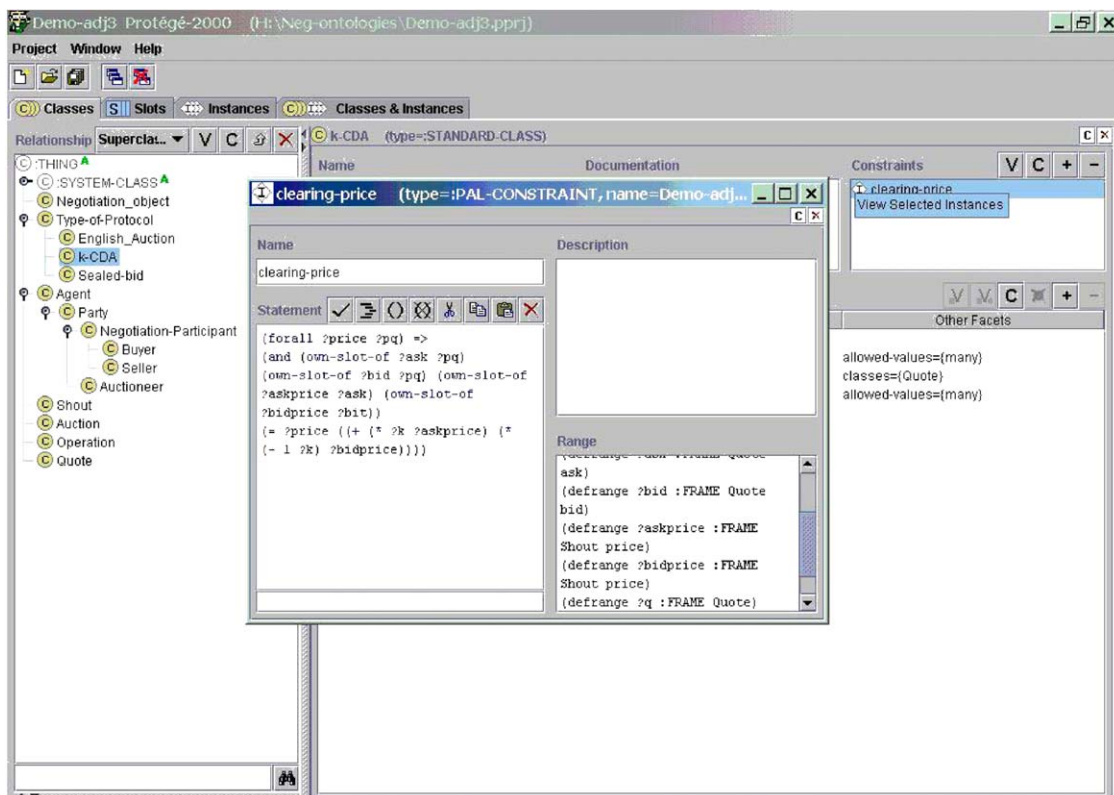 Demo-adj3 Protégé-2000 (H:\Neg-ontologies\Demo-adj3.pprj)
Project Window Help
Classes S Slots Instances Classes & Instances
Relationship Supercla... V C
C k-CDA (type=:STANDARD-CLASS) C x
:THING A
:SYSTEM-CLASS A
Negotiation_object
Type-of-Protocol
English_Auction
k-CDA
Sealed-bid
Agent
Party
Negotiation-Participant
Buyer
Seller
Auctioneer
Shout
Auction
Operation
Quote
Name Documentation Constraints V C + -
clearing-price
View Selected Instances
V V C + -
Other Facets
allowed-values={many}
classes={Quote}
allowed-values={many}
clearing-price (type=:PAL-CONSTRAINT, name=Demo-adj...
C x
Name
clearing-price
Description
Statement
(forall ?price ?pq) =>
(and (own-slot-of ?ask ?pq)
(own-slot-of ?bid ?pq) (own-slot-of
?askprice ?ask) (own-slot-of
?bidprice ?bit))
(= ?price ((+ (* ?k ?askprice) (*
(- 1 ?k) ?bidprice))))
Range
ask)
(defrange ?bid :FRAME Quote
bid)
(defrange ?askprice :FRAME
Shout price)
(defrange ?bidprice :FRAME
Shout price)
(defrange ?q :FRAME Quote)